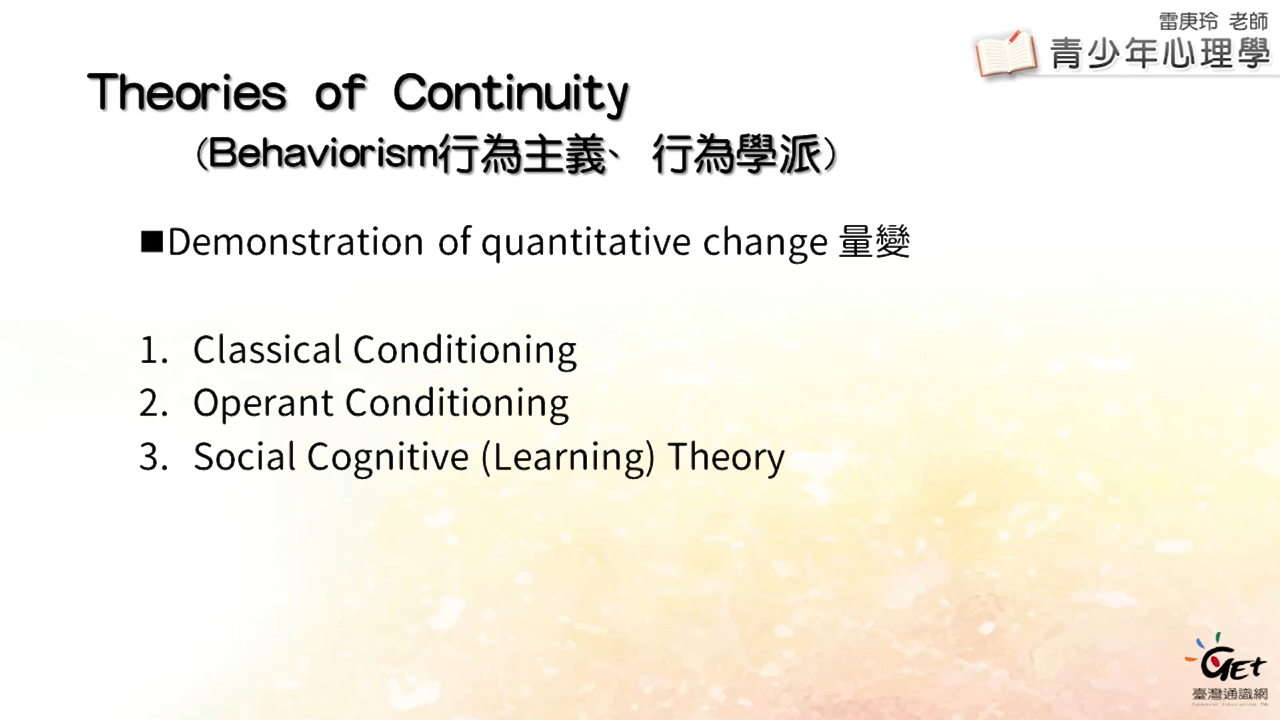 雷庚玲 老師
青少年心理學
Theories of Continuity
(Behaviorism行為主義、行為學派)
■Demonstration of quantitative change 量變
1. Classical Conditioning
2. Operant Conditioning
3. Social Cognitive (Learning) Theory
GET
臺灣通識網